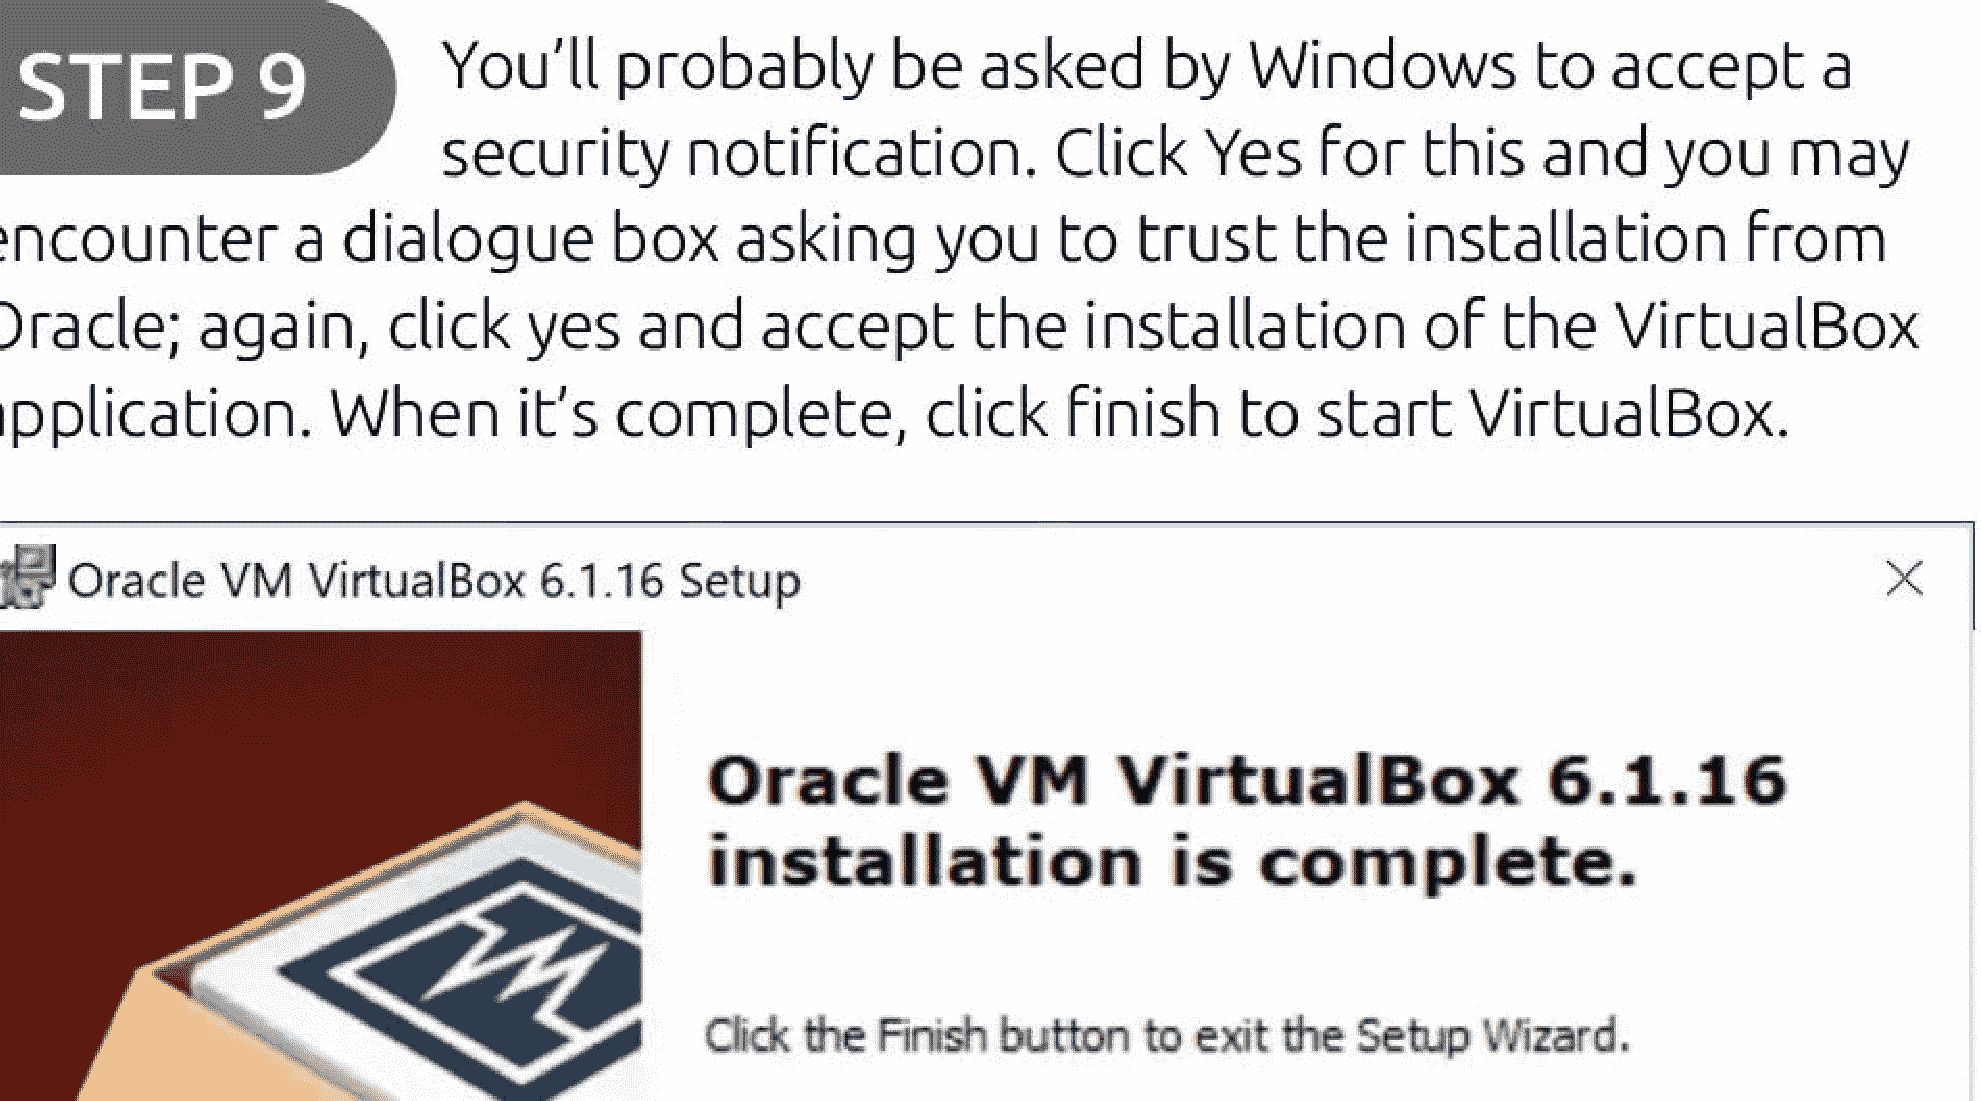 STEP 9
You'll probably be asked by Windows to accept a
security notification. Click Yes for this and you may
encounter a dialogue box asking you to trust the installation from
Oracle; again, click yes and accept the installation of the VirtualBox
application. When it's complete, click finish to start VirtualBox.
Oracle VM VirtualBox 6.1.16 Setup
Oracle VM VirtualBox 6.1.16
installation is complete.
Click the Finish button to exit the Setup Wizard.